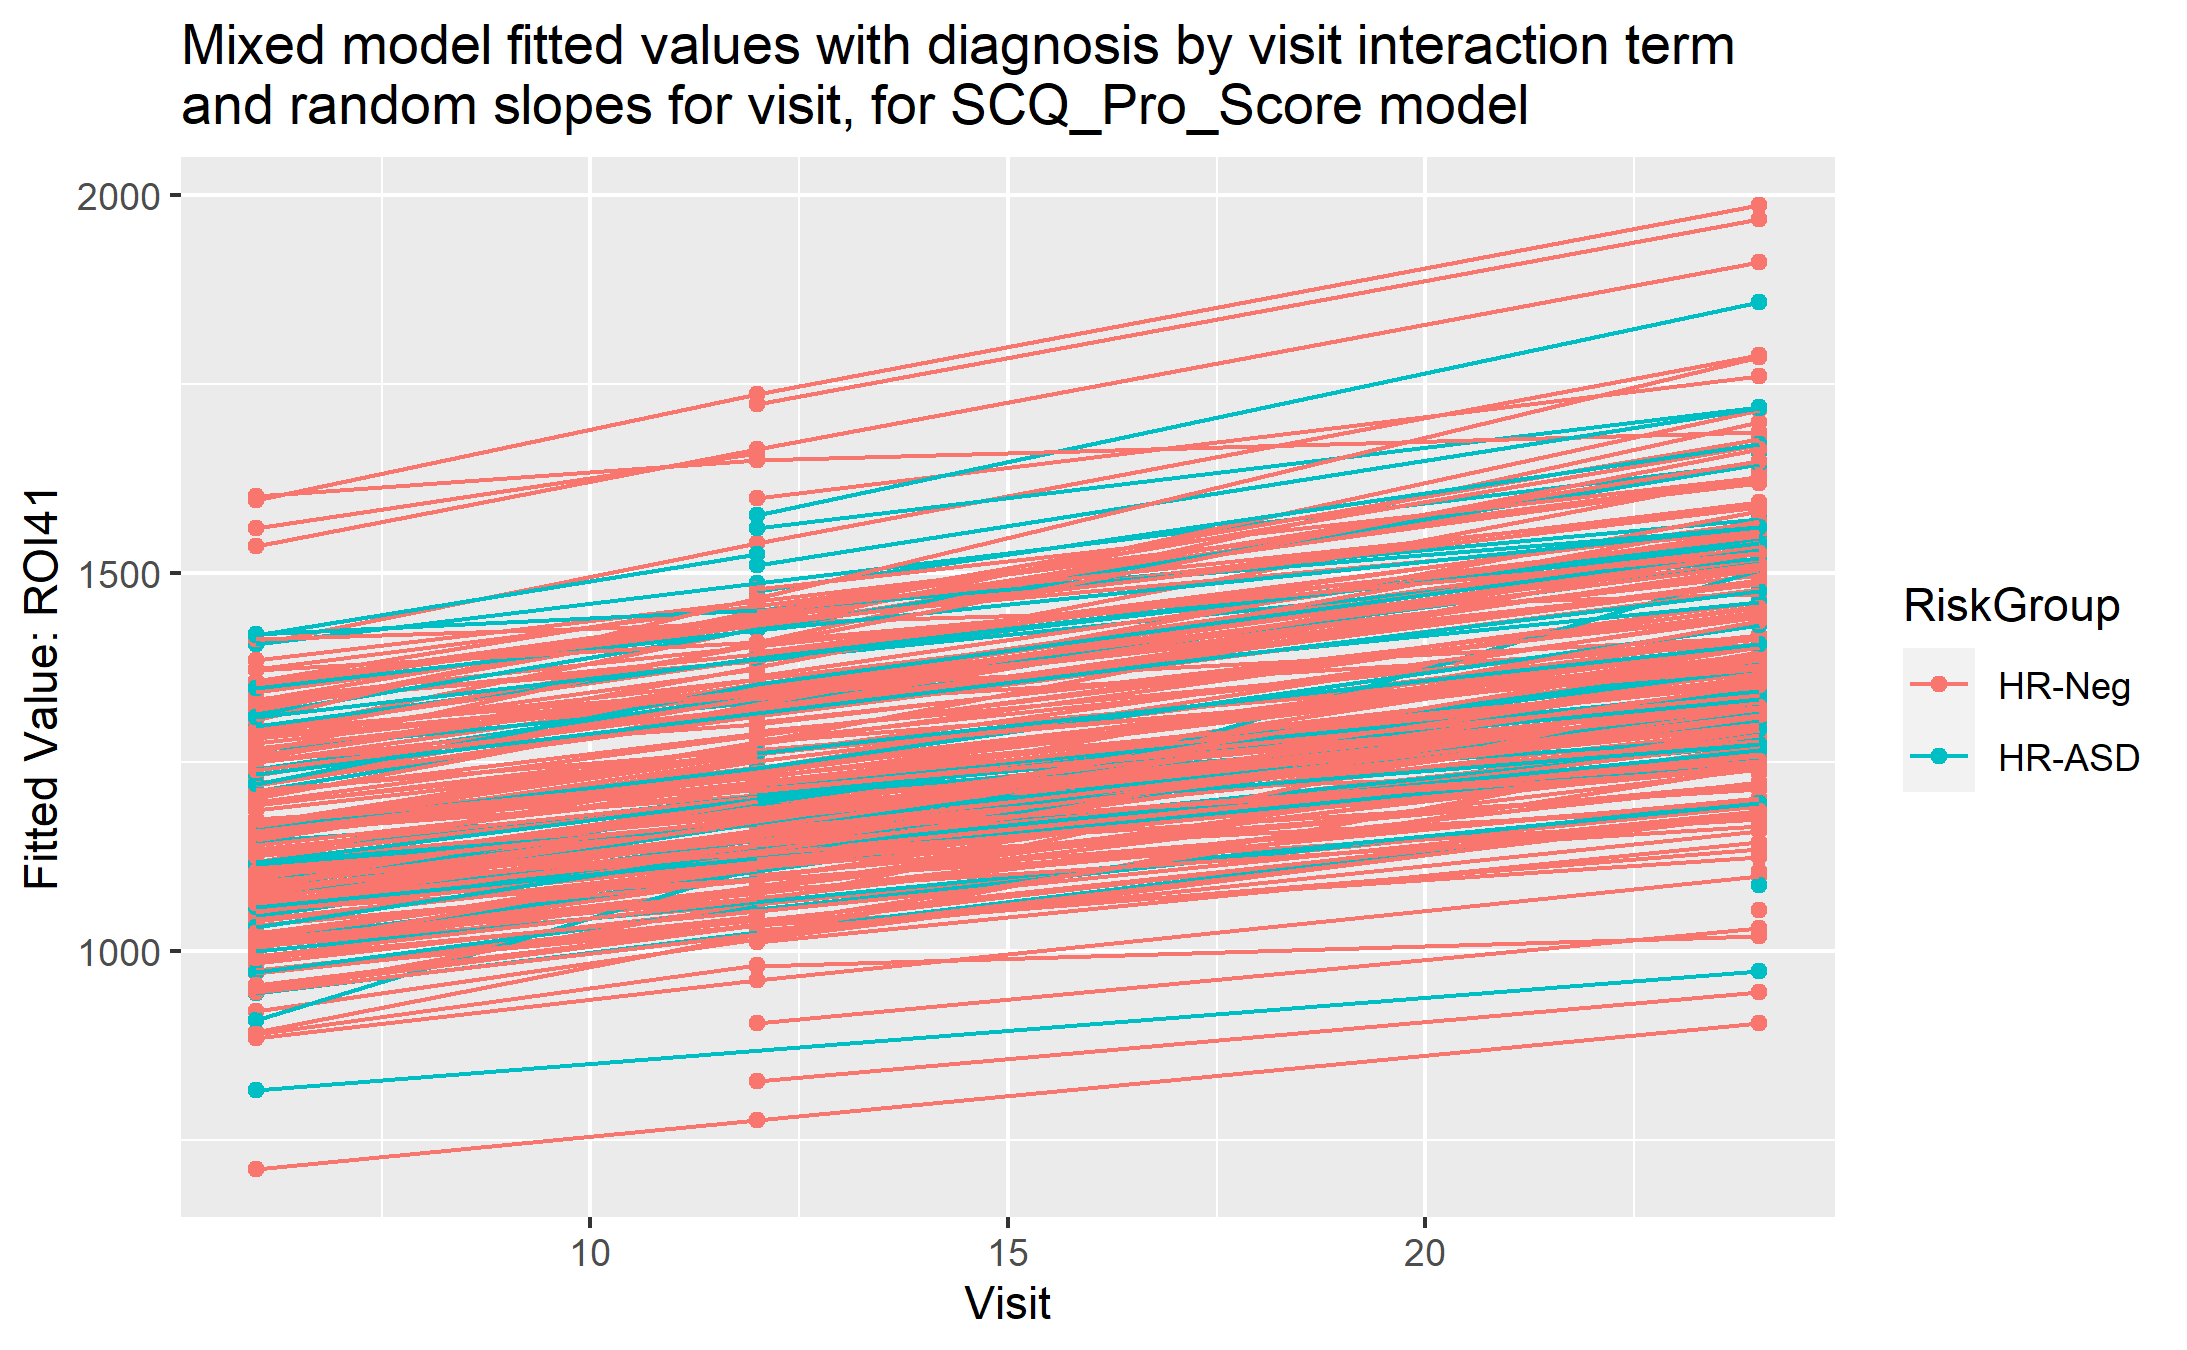 Mixed model fitted values with diagnosis by visit interaction term
and random slopes for visit, for SCQ_Pro_Score model
Fitted Value: ROI41
2000
1500
1000
10
15
20
Visit
RiskGroup
HR-Neg
HR-ASD